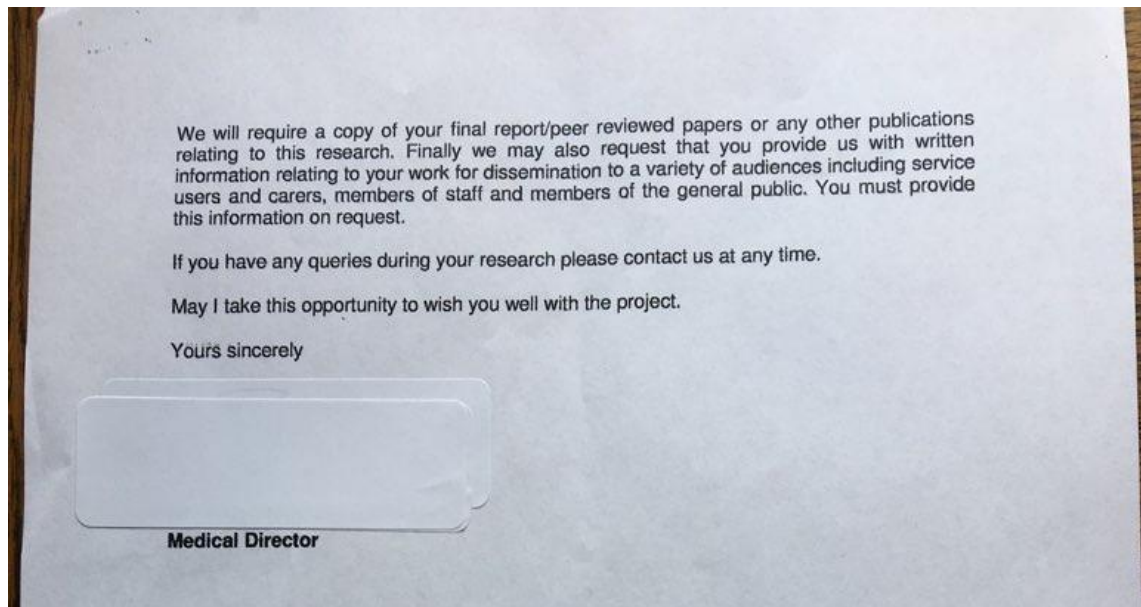 We will require a copy of your final report/peer reviewed papers or any other publications
relating to this research. Finally we may also request that you provide us with written
information relating to your work for dissemination to a variety of audiences including service
users and carers, members of staff and members of the general public. You must provide
this information on request.
If you have any queries during your research please contact us at any time.
May I take this opportunity to wish you well with the project.
Yours sincerely
Medical Director